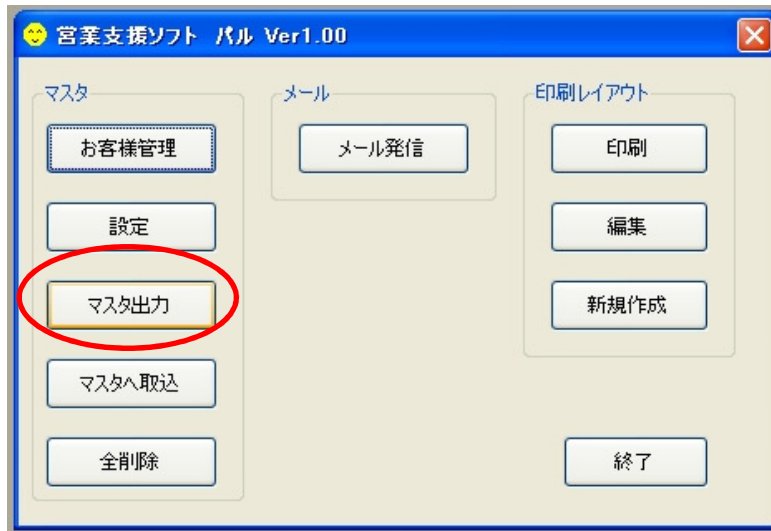 営業支援ソフト パル Ver1.00
マスタ
お客様管理
設定
マスタ出力
マスタへ取込
全削除
メール
メール発信
印刷レイアウト
印刷
編集
新規作成
終了